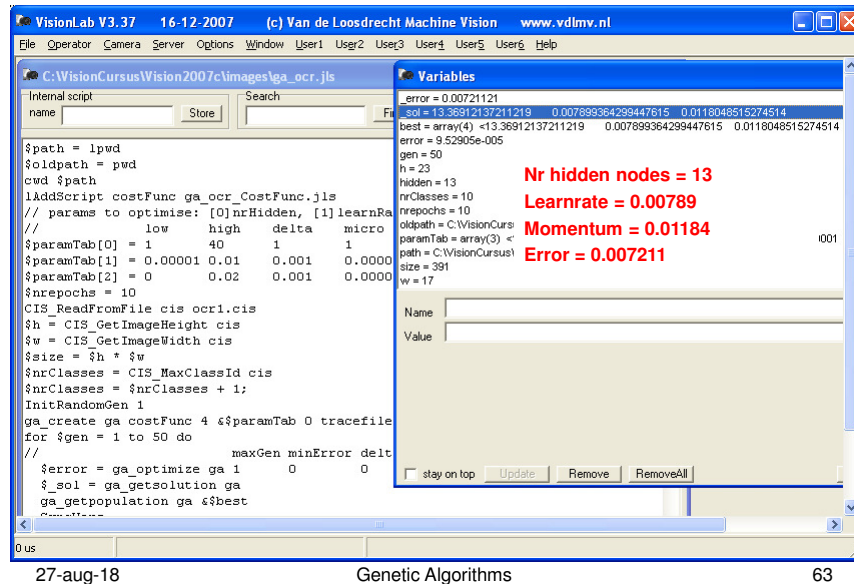 VisionLab V3.37 16-12-2007 (c) Van de Loosdrecht Machine Vision www.vdlmv.nl
File Operator Camera Server Options Window User1 User2 User3 User4 User5 User6 Help
C:\VisionCursus\Vision2007c\images\ga_ocr.jls
Internal script
Search
name
Store
$path = lpwd
$oldpath = pwd
cwd $path
lAddScript costFunc ga_ocr_CostFunc.jls
// params to optimise: [0]nrHidden, [1]learnRa
// low high delta micro
$paramTab[0] = 1 40 1 1
$paramTab[1] = 0.00001 0.01 0.001 0.0000
$paramTab[2] = 0 0.02 0.001 0.0000
$nrepochs = 10
CIS_ReadFromFile cis ocr1.cis
$h = CIS_GetImageHeight cis
$w = CIS_GetImageWidth cis
$size = $h * $w
$nrClasses = CIS_MaxClassId cis
$nrClasses = $nrClasses + 1;
InitRandomGen 1
ga_create ga costFunc 4 &$paramTab 0 tracefile
for $gen = 1 to 50 do
// maxGen minError delt
$error = ga_optimize ga 1 0 0
$_sol = ga_getsolution ga
ga_getpopulation ga &$best
0 us
Variables
_error = 0.00721121
_sol = 13.36912137211219 0.007899364299447615 0.0118048515274514
best = array(4) <13.36912137211219 0.007899364299447615 0.0118048515274514
error = 9.52905e-005
gen = 50
h = 23
hidden = 13
nrClasses = 10
nrepochs = 10
oldpath = C:\VisionCurs
paramTab = array(3) <
path = C:\VisionCursus\
size = 391
w = 17
Nr hidden nodes = 13
Learnrate = 0.00789
Momentum = 0.01184
Error = 0.007211
Name
Value
stay on top Update Remove RemoveAll
27-aug-18 Genetic Algorithms 63